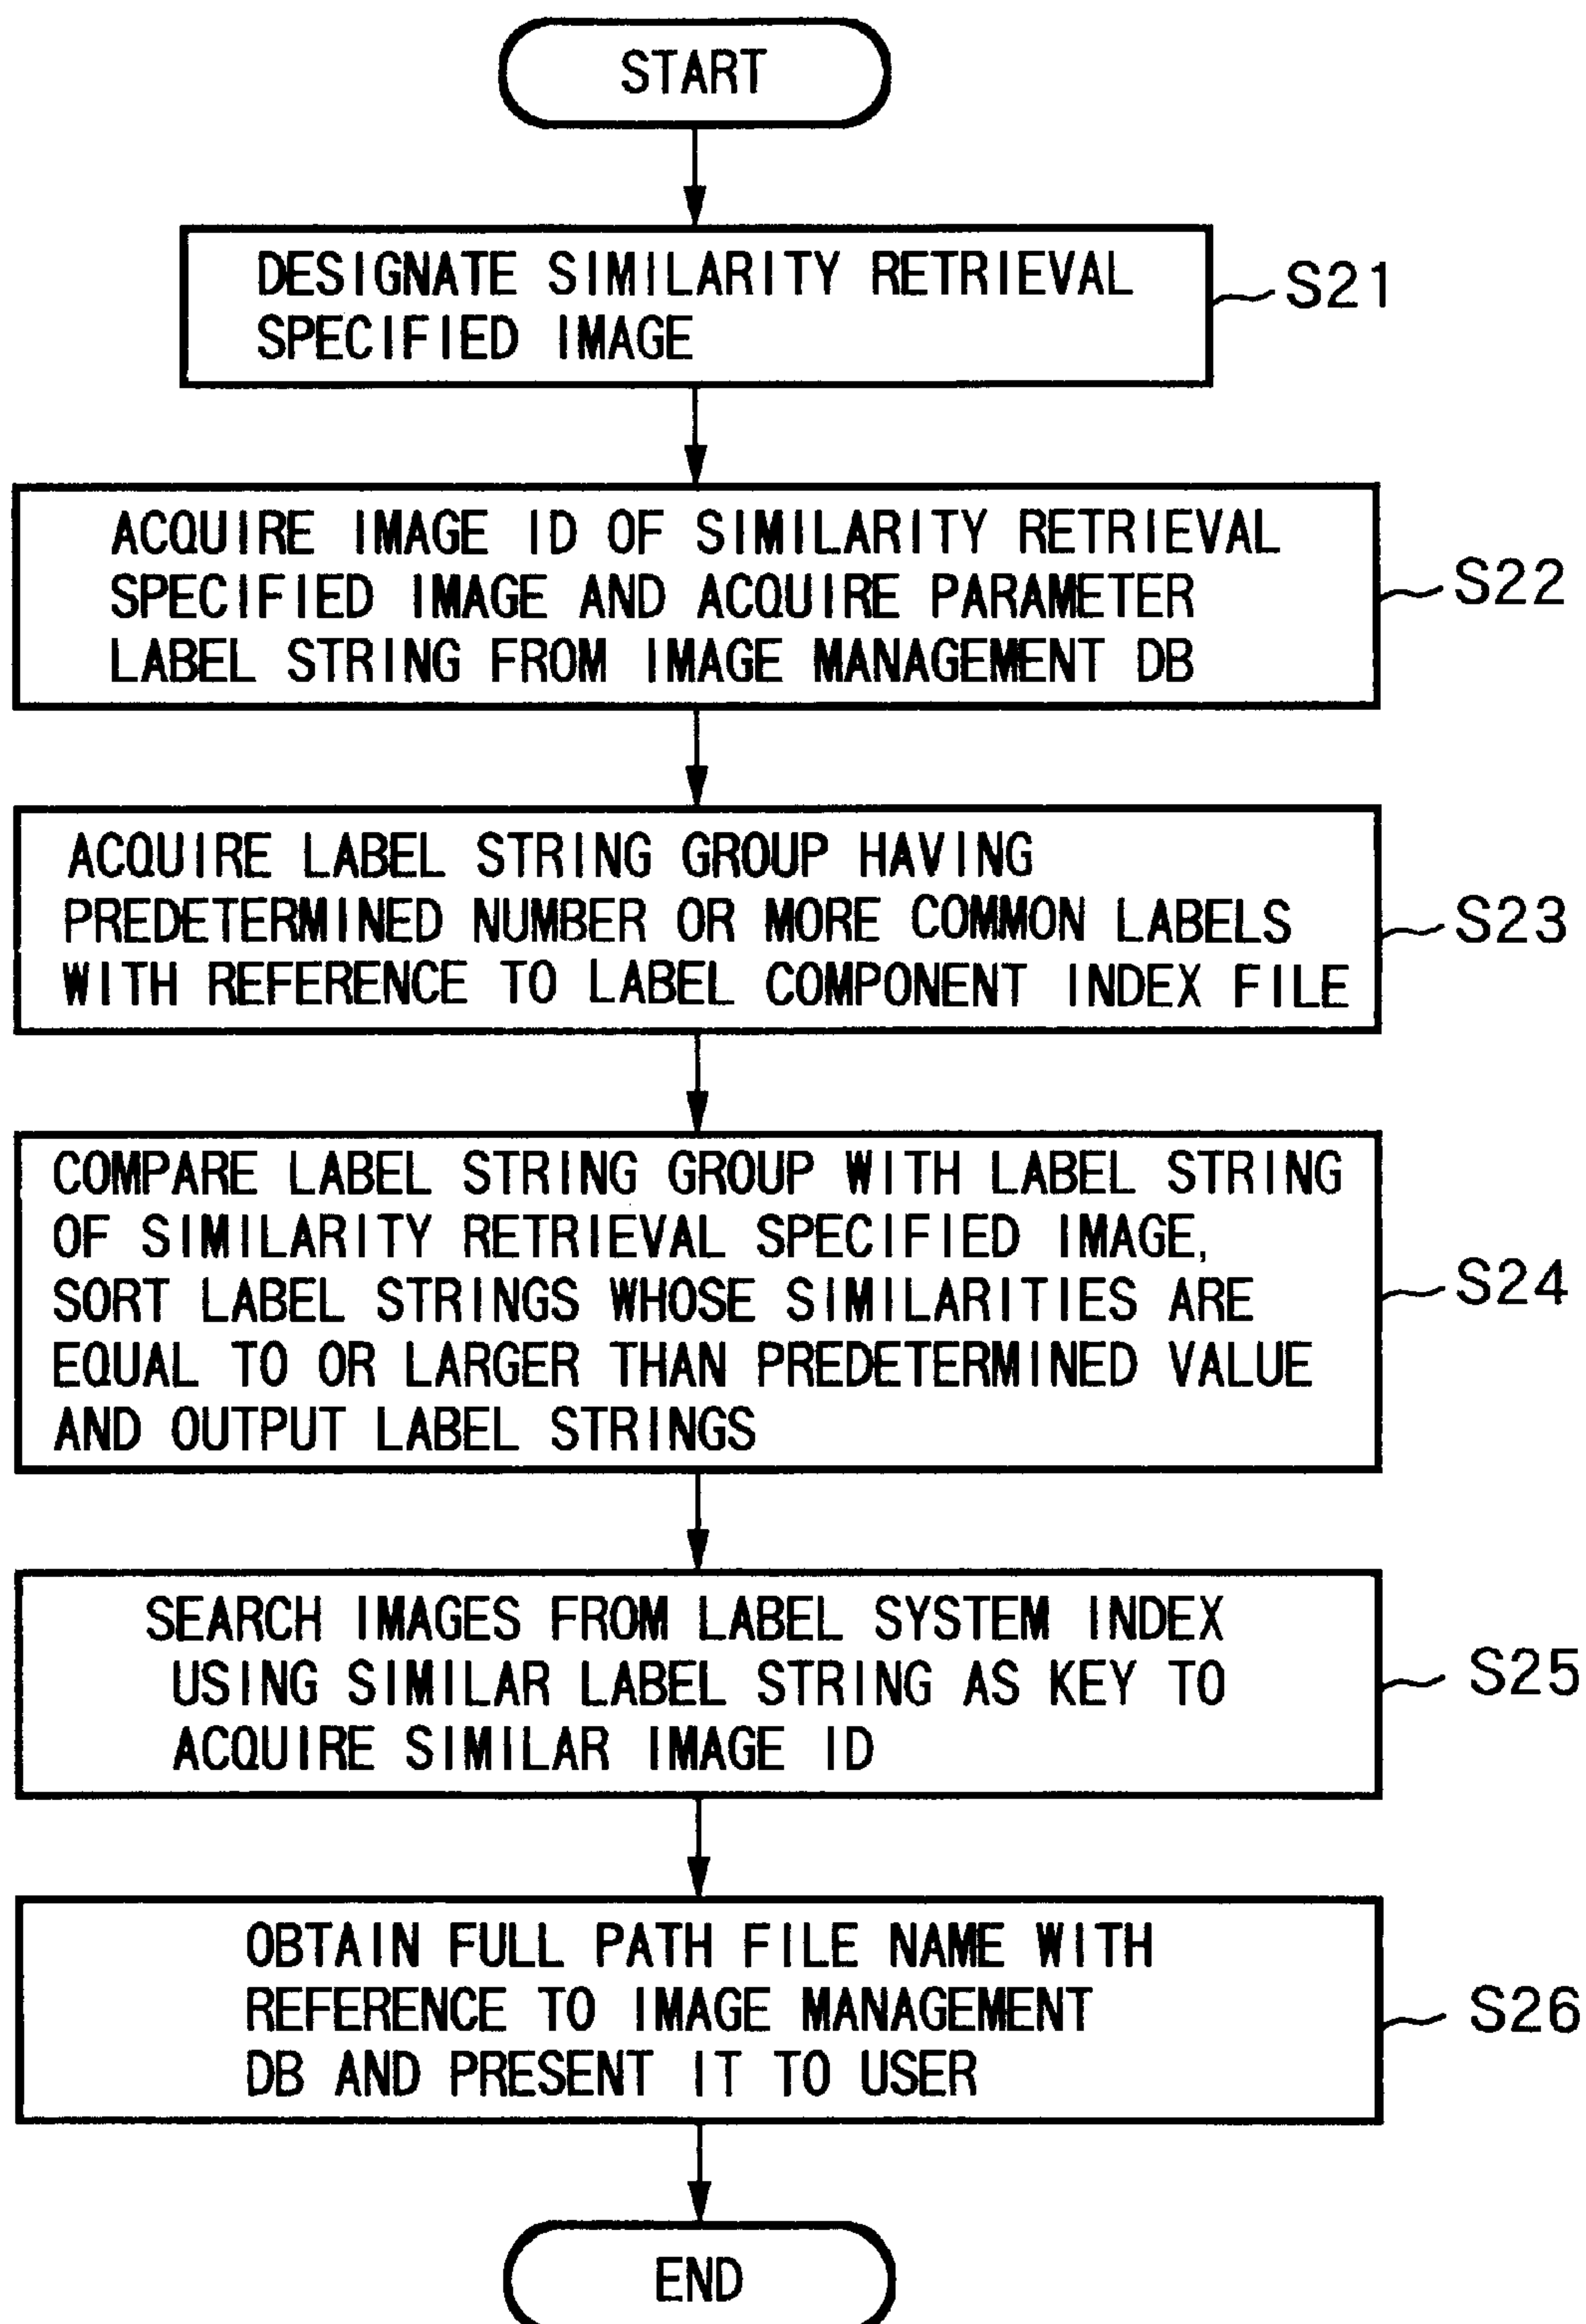 START
DESIGNATE SIMILARITY RETRIEVAL
SPECIFIED IMAGE
S21
ACQUIRE IMAGE ID OF SIMILARITY RETRIEVAL
SPECIFIED IMAGE AND ACQUIRE PARAMETER
LABEL STRING FROM IMAGE MANAGEMENT DB
S22
ACQUIRE LABEL STRING GROUP HAVING
PREDETERMINED NUMBER OR MORE COMMON LABELS
WITH REFERENCE TO LABEL COMPONENT INDEX FILE
S23
COMPARE LABEL STRING GROUP WITH LABEL STRING
OF SIMILARITY RETRIEVAL SPECIFIED IMAGE,
SORT LABEL STRINGS WHOSE SIMILARITIES ARE
EQUAL TO OR LARGER THAN PREDETERMINED VALUE
AND OUTPUT LABEL STRINGS
S24
SEARCH IMAGES FROM LABEL SYSTEM INDEX
USING SIMILAR LABEL STRING AS KEY TO
ACQUIRE SIMILAR IMAGE ID
S25
OBTAIN FULL PATH FILE NAME WITH
REFERENCE TO IMAGE MANAGEMENT
DB AND PRESENT IT TO USER
S26
END